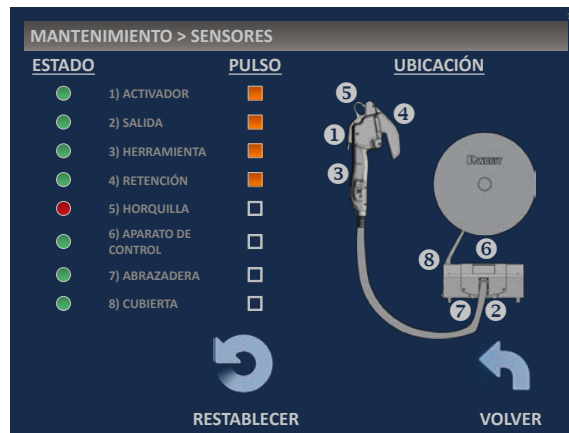 MANTENIMIENTO > SENSORES
ESTADO PULSO UBICACIÓN
1) ACTIVADOR
2) SALIDA
3) HERRAMIENTA
4) RETENCIÓN
5) HORQUILLA
6) APARATO DE
CONTROL
7) ABRAZADERA
8) CUBIERTA
5
4
1
3
PANDUIT
6
8
7 2
RESTABLECER VOLVER